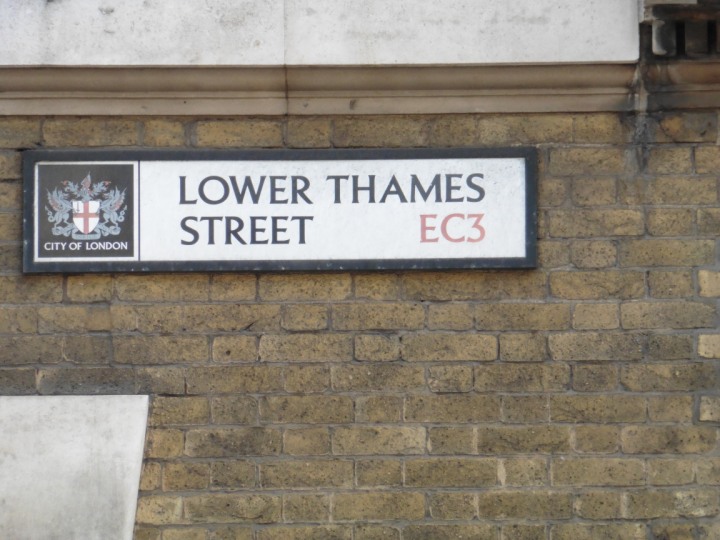 CITY OF LONDON
LOWER THAMES
STREET EC3